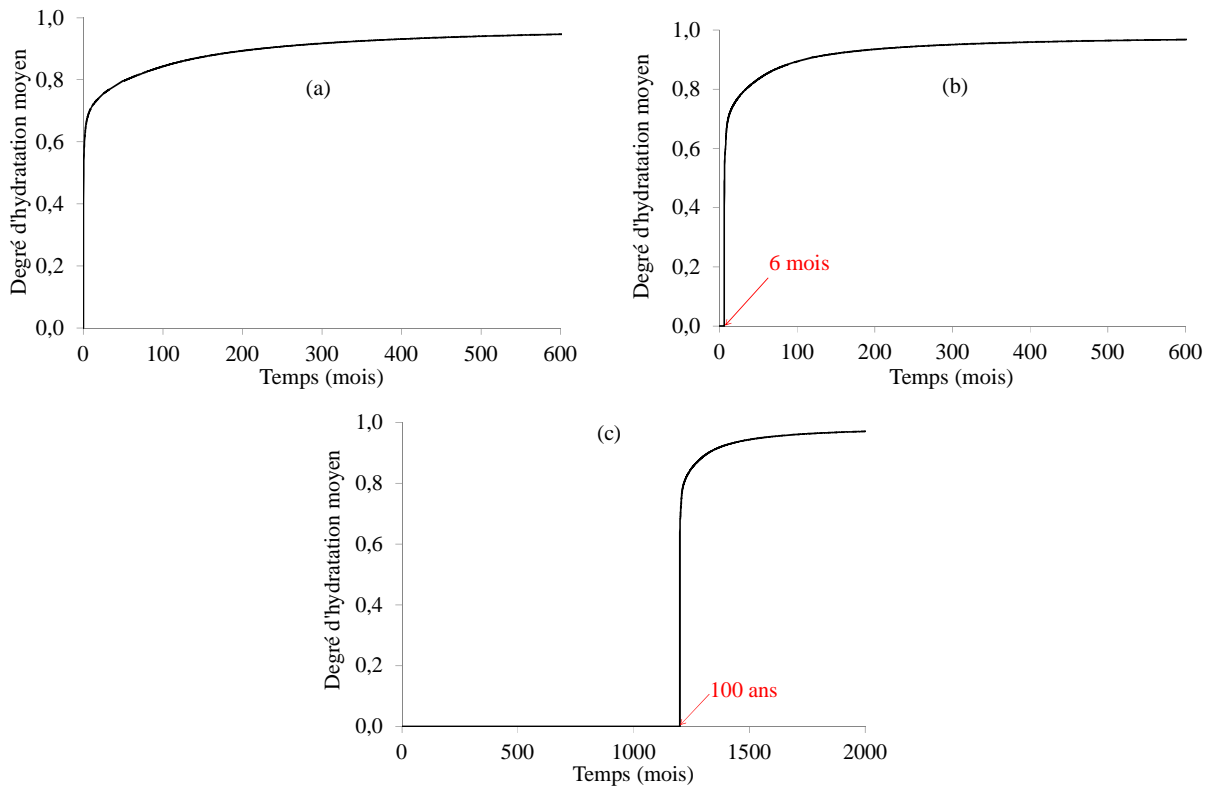 Degré d'hydratation moyen
1,0
0,8
0,6
0,4
0,2
0,0
(a)
0 100 200 300 400 500 600
Temps (mois)
Degré d'hydratation moyen
1,0
0,8
0,6
0,4
0,2
0,0
(b)
6 mois
0 100 200 300 400 500 600
Temps (mois)
Degré d'hydratation moyen
1,0
0,8
0,6
0,4
0,2
0,0
(c)
100 ans
0 500 1000 1500 2000
Temps (mois)